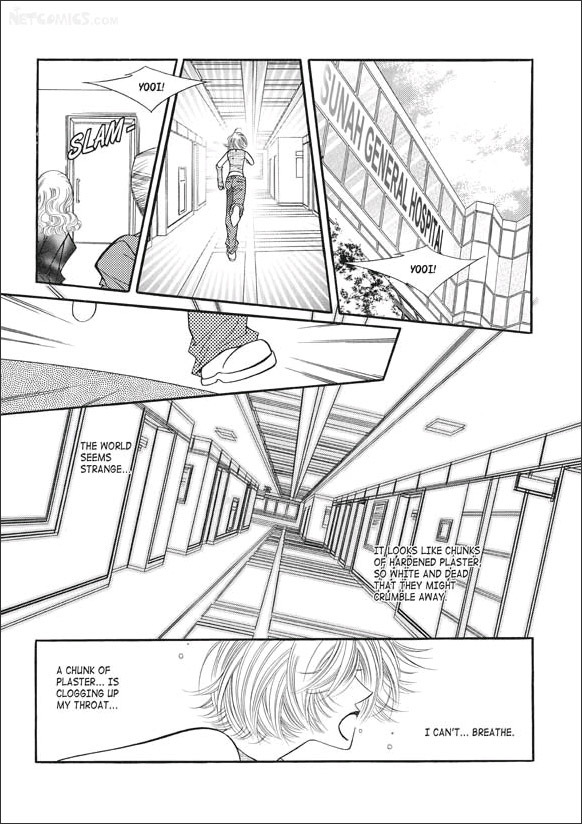 NETCOMICS.COM
YOOI!
SLAM-
YOOI!
SUNAH GENERAL HOSPITAL
YOOI!
THE WORLD
SEEMS
STRANGE...
IT LOOKS LIKE CHUNKS
OF HARDENED PLASTER.
SO WHITE AND DEAD
THAT THEY MIGHT
CRUMBLE AWAY.
A CHUNK OF
PLASTER... IS
CLOGGING UP
MY THROAT...
I CAN'T... BREATHE.